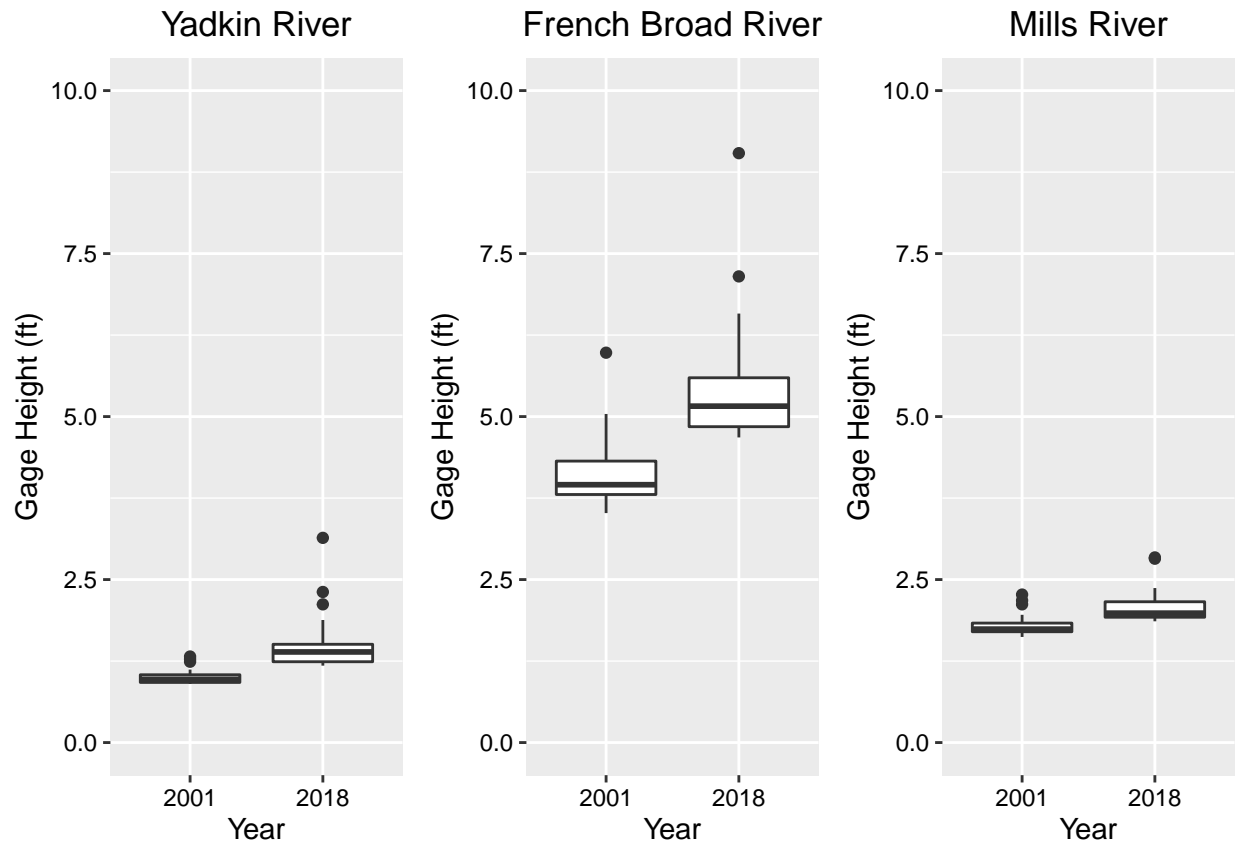 Yadkin River
10.0
7.5
5.0
2.5
0.0
Gage Height (ft)
2001 2018
Year
French Broad River
10.0
7.5
5.0
2.5
0.0
Gage Height (ft)
2001 2018
Year
Mills River
10.0
7.5
5.0
2.5
0.0
Gage Height (ft)
2001 2018
Year